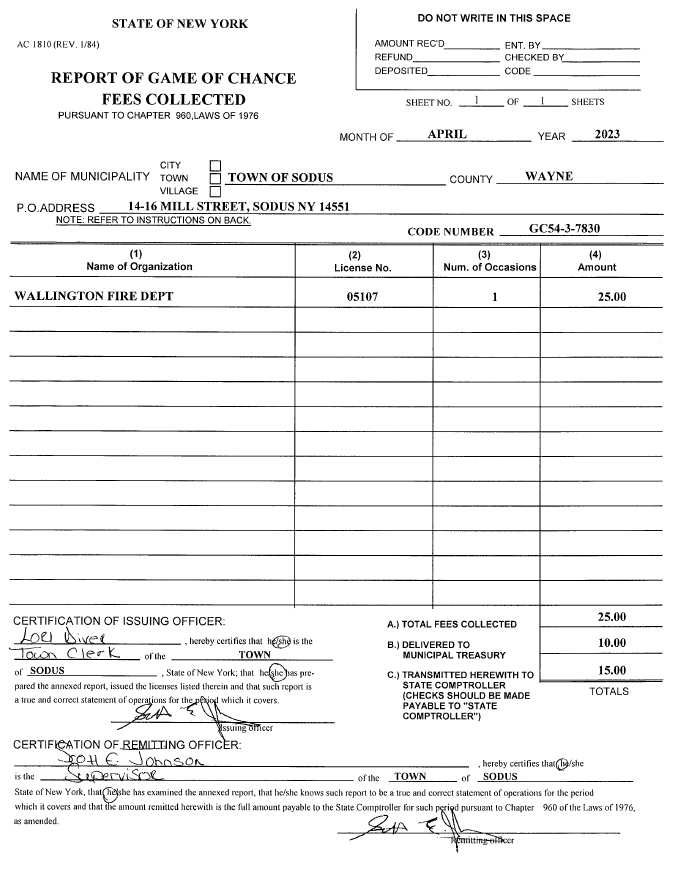 STATE OF NEW YORK
AC 1810 (REV. 1/84)
REPORT OF GAME OF CHANCE
FEES COLLECTED
PURSUANT TO CHAPTER 960,LAWS OF 1976
DO NOT WRITE IN THIS SPACE
AMOUNT REC'D ENT. BY
REFUND CHECKED BY
DEPOSITED CODE
SHEET NO. 1 OF 1 SHEETS
MONTH OF APRIL YEAR 2023
CITY
NAME OF MUNICIPALITY TOWN TOWN OF SODUS COUNTY WAYNE
VILLAGE
P.O.ADDRESS 14-16 MILL STREET, SODUS NY 14551
NOTE: REFER TO INSTRUCTIONS ON BACK.
CODE NUMBER GC54-3-7830
(1) (2) (3) (4)
Name of Organization License No. Num. of Occasions Amount
WALLINGTON FIRE DEPT 05107 1 25.00
CERTIFICATION OF ISSUING OFFICER:
Lori Diver , hereby certifies that he/she is the
Town Clerk of the TOWN
of SODUS , State of New York; that he/she has pre-
pared the annexed report, issued the licenses listed therein and that such report is
a true and correct statement of operations for the period which it covers.
Issuing officer
A.) TOTAL FEES COLLECTED 25.00
B.) DELIVERED TO
MUNICIPAL TREASURY 10.00
C.) TRANSMITTED HEREWITH TO 15.00
STATE COMPTROLLER
(CHECKS SHOULD BE MADE
PAYABLE TO "STATE
COMPTROLLER")
TOTALS
CERTIFICATION OF REMITTING OFFICER:
Scott E. Johnson , hereby certifies that he/she
is the Supervisor of the TOWN of SODUS
State of New York, that he/she has examined the annexed report, that he/she knows such report to be a true and correct statement of operations for the period
which it covers and that the amount remitted herewith is the full amount payable to the State Comptroller for such period pursuant to Chapter 960 of the Laws of 1976,
as amended.
Remitting officer